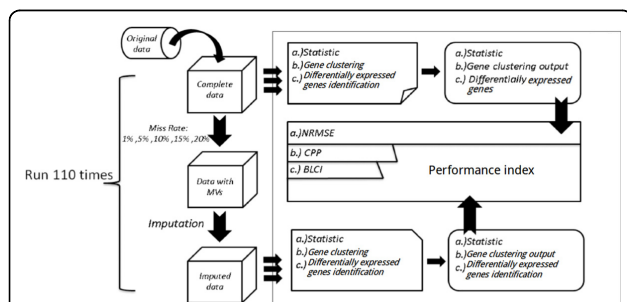 Original
data
Complete
data
Miss Rate:
1% ,5% ,10% ,15% ,20%
Run 110 times
Data with
MVs
Imputation
Imputed
data
a.)Statistic
b.) Gene clustering
c.) Differentially expressed
genes identification
a.)Statistic
b.) Gene clustering output
c.) Differentially expressed
genes
a.)NRMSE
b.) CPP
c.) BLCI
Performance index
a.)Statistic
b.) Gene clustering
c.) Differentially expressed
genes identification
a.)Statistic
b.)Gene clustering output
c.) Differentially expressed
genes identification